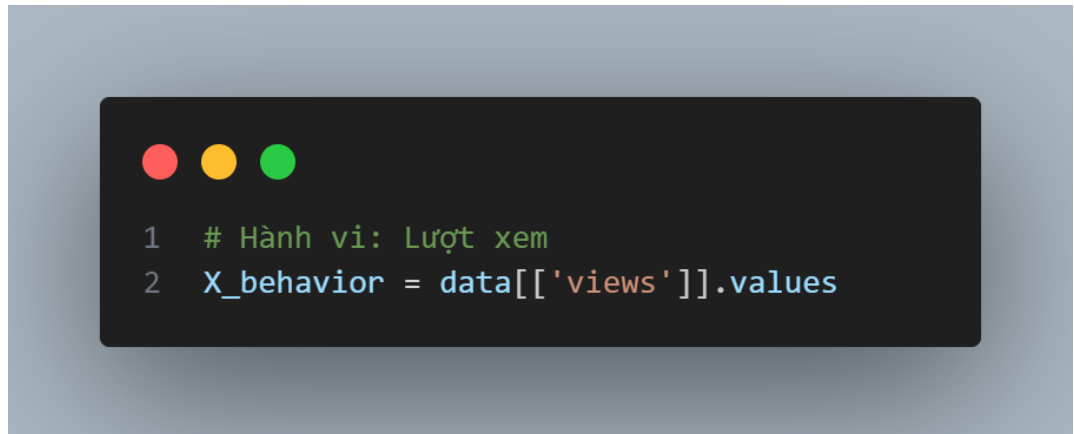 1 # Hành vi: Lượt xem
2 X_behavior = data[['views']].values